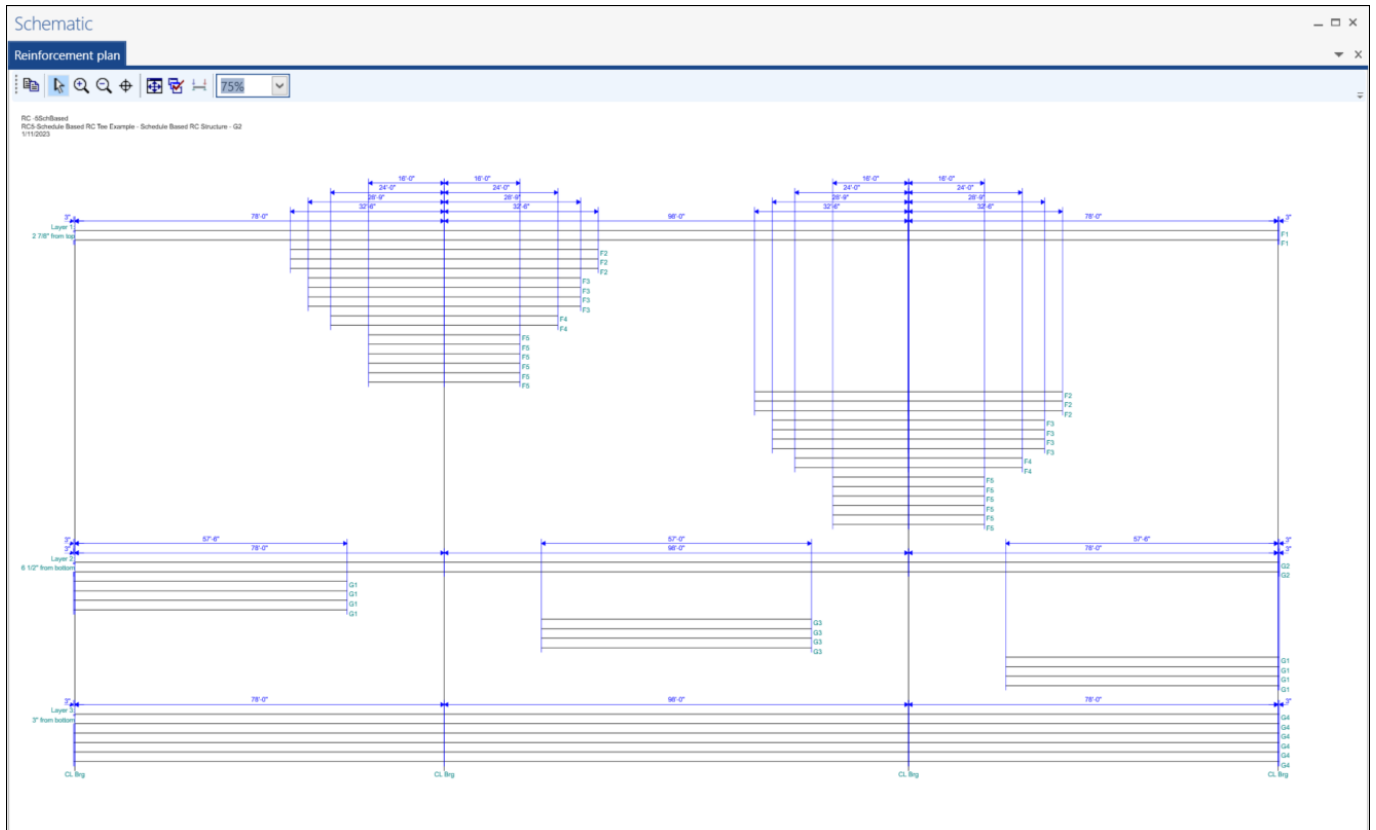 Schematic
Reinforcement plan
75%
RC -6SchBased
RC5-Schedule Based RC Tee Example - Schedule Based RC Structure - G2
1/11/2023
16'-0" 16'-0" 16'-0" 16'-0"
24'-0" 24'-0" 24'-0" 24'-0"
28'-9" 28'-9" 28'-9" 28'-9"
32'-6" 32'-6" 32'-6" 32'-6"
3" 78'-0" 98'-0" 78'-0" 3"
Layer 1
2 7/8" from top
F1
F1
F2
F2
F2
F3
F3
F3
F3
F4
F4
F5
F5
F5
F5
F5
F5
F2
F2
F2
F3
F3
F3
F3
F4
F4
F5
F5
F5
F5
F5
F5
3" 57'-6" 57'-0" 57'-6" 3"
3" 78'-0" 98'-0" 78'-0" 3"
Layer 2
6 1/2" from bottom
G2
G2
G1
G1
G1
G1
G3
G3
G3
G3
G1
G1
G1
G1
3" 78'-0" 98'-0" 78'-0" 3"
Layer 3
3" from bottom
G4
G4
G4
G4
G4
G4
CL Brg CL Brg CL Brg CL Brg